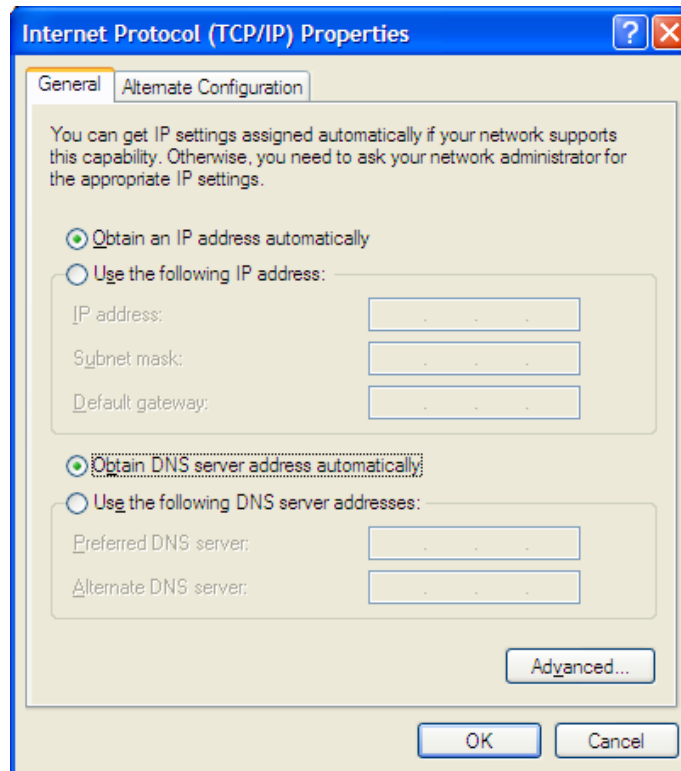 Internet Protocol (TCP/IP) Properties
?
General
Alternate Configuration
You can get IP settings assigned automatically if your network supports
this capability. Otherwise, you need to ask your network administrator for
the appropriate IP settings.
Obtain an IP address automatically
Use the following IP address:
IP address:
Subnet mask:
Default gateway:
Obtain DNS server address automatically
Use the following DNS server addresses:
Preferred DNS server:
Alternate DNS server:
Advanced...
OK
Cancel